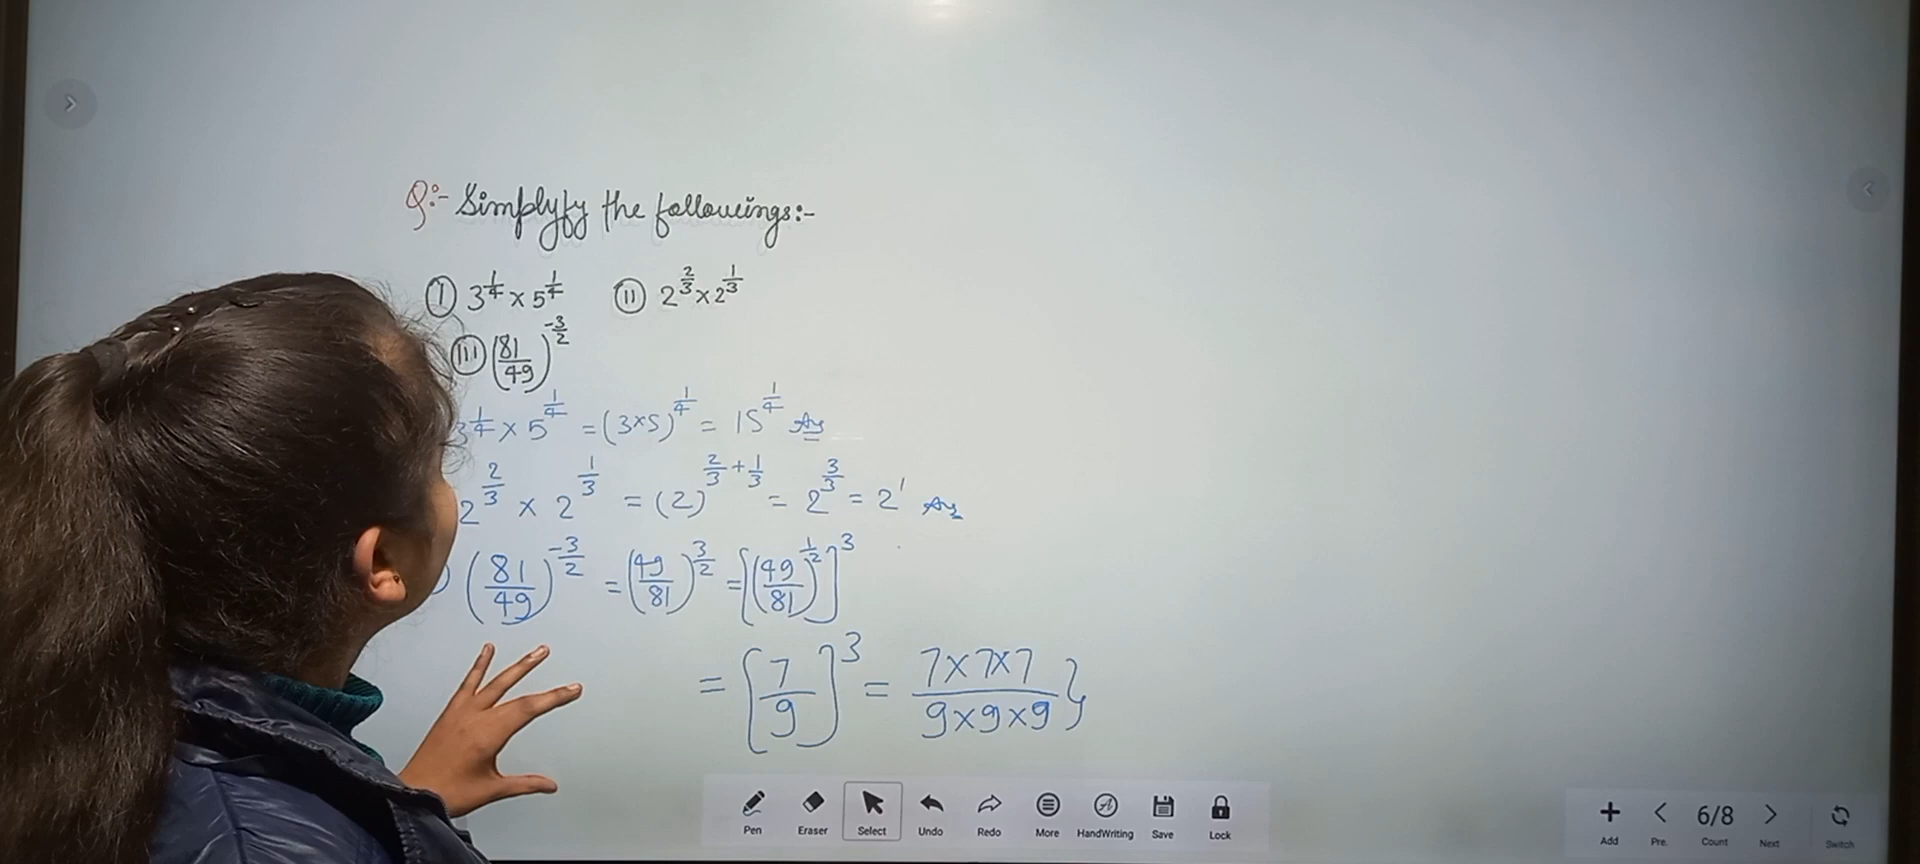 Q:- Simplyfy the followings:-
(I) 3^(1/4) × 5^(1/4) (II) 2^(2/3) × 2^(1/3)
(III) (81/49)^(-3/2)
3^(1/4) × 5^(1/4) = (3×5)^(1/4) = 15^(1/4) Ans
2^(2/3) × 2^(1/3) = (2)^(2/3 + 1/3) = 2^(3/3) = 2^1 Ans
) (81/49)^(-3/2) = (49/81)^(3/2) = [(49/81)^(1/2)]^3
= [7/9]^3 = 7×7×7 / 9×9×9 }
Pen Eraser Select Undo Redo More HandWriting Save Lock
Add Pre. 6/8 Count Next Switch